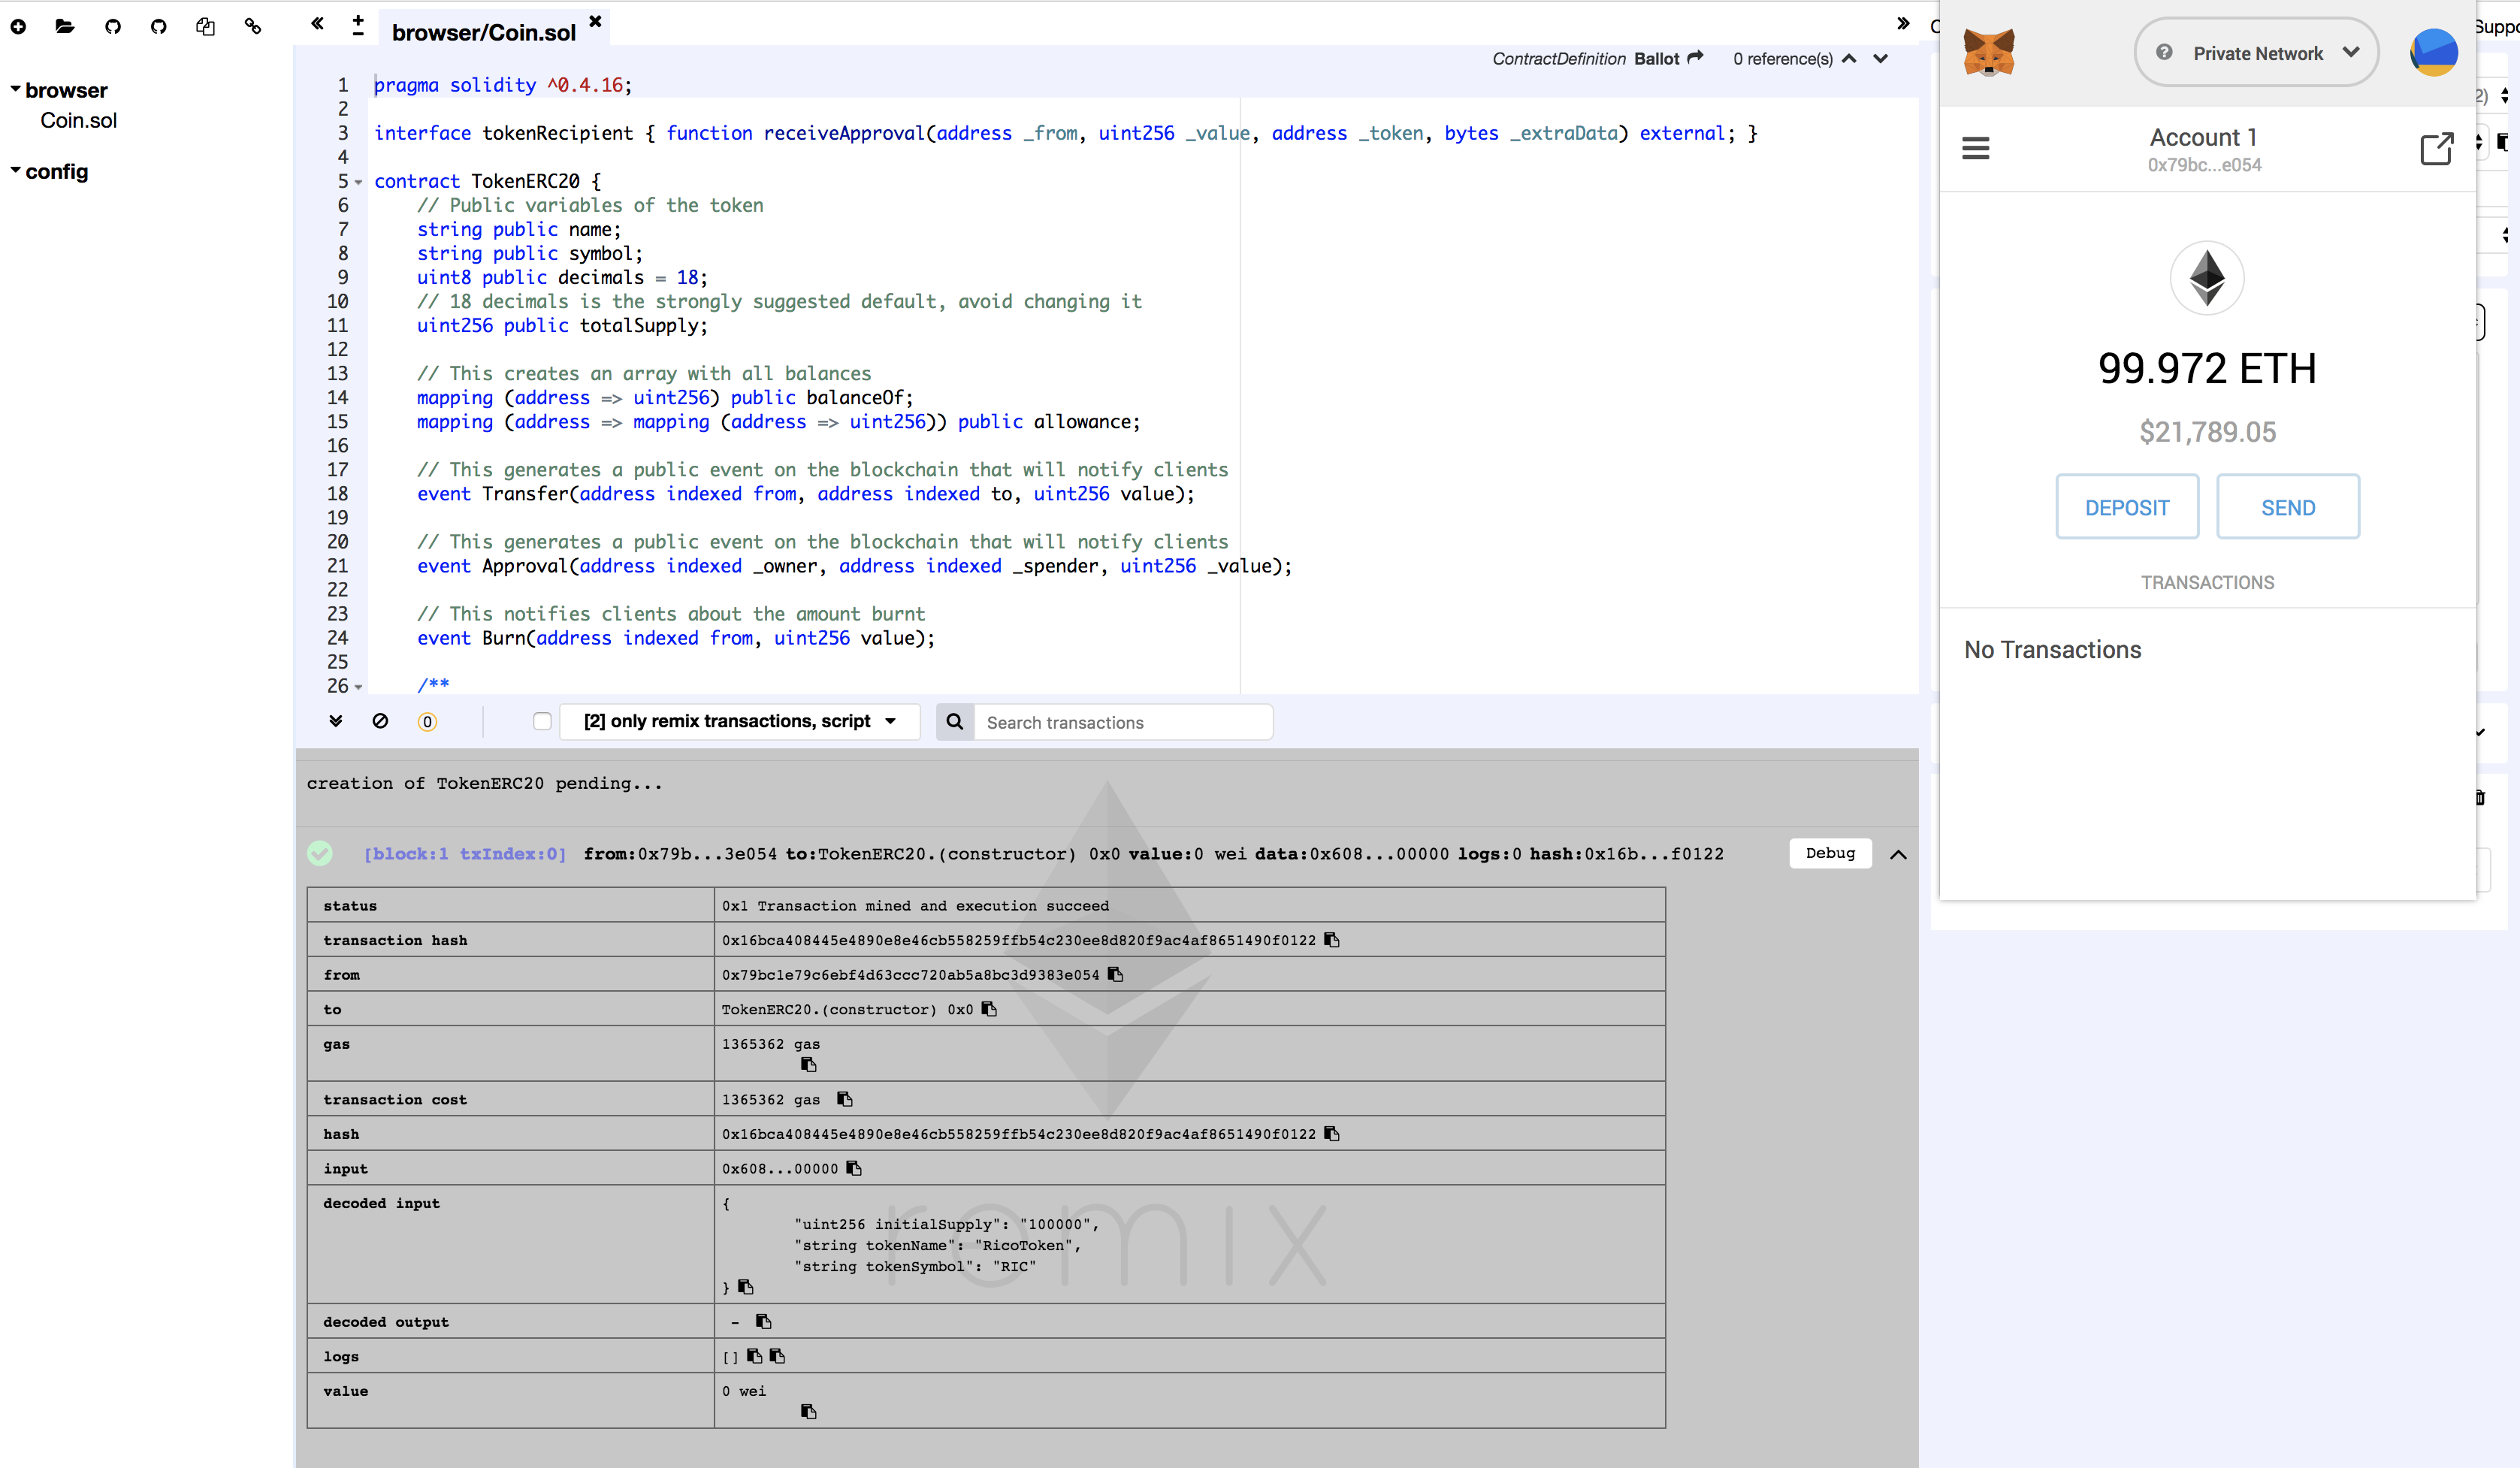 browser/Coin.sol
browser
Coin.sol
config
ContractDefinition Ballot 0 reference(s)
1 pragma solidity ^0.4.16;
2
3 interface tokenRecipient { function receiveApproval(address _from, uint256 _value, address _token, bytes _extraData) external; }
4
5 contract TokenERC20 {
6 // Public variables of the token
7 string public name;
8 string public symbol;
9 uint8 public decimals = 18;
10 // 18 decimals is the strongly suggested default, avoid changing it
11 uint256 public totalSupply;
12
13 // This creates an array with all balances
14 mapping (address => uint256) public balanceOf;
15 mapping (address => mapping (address => uint256)) public allowance;
16
17 // This generates a public event on the blockchain that will notify clients
18 event Transfer(address indexed from, address indexed to, uint256 value);
19
20 // This generates a public event on the blockchain that will notify clients
21 event Approval(address indexed _owner, address indexed _spender, uint256 _value);
22
23 // This notifies clients about the amount burnt
24 event Burn(address indexed from, uint256 value);
25
26 /**
0
[2] only remix transactions, script
Search transactions
creation of TokenERC20 pending...
[block:1 txIndex:0] from:0x79b...3e054 to:TokenERC20.(constructor) 0x0 value:0 wei data:0x608...00000 logs:0 hash:0x16b...f0122
Debug
status 0x1 Transaction mined and execution succeed
transaction hash 0x16bca408445e4890e8e46cb558259ffb54c230ee8d820f9ac4af8651490f0122
from 0x79bc1e79c6ebf4d63ccc720ab5a8bc3d9383e054
to TokenERC20.(constructor) 0x0
gas 1365362 gas
transaction cost 1365362 gas
hash 0x16bca408445e4890e8e46cb558259ffb54c230ee8d820f9ac4af8651490f0122
input 0x608...00000
decoded input {
"uint256 initialSupply": "100000",
"string tokenName": "RicoToken",
"string tokenSymbol": "RIC"
}
decoded output -
logs []
value 0 wei
remix
Private Network
Account 1
0x79bc...e054
99.972 ETH
$21,789.05
DEPOSIT SEND
TRANSACTIONS
No Transactions
2)